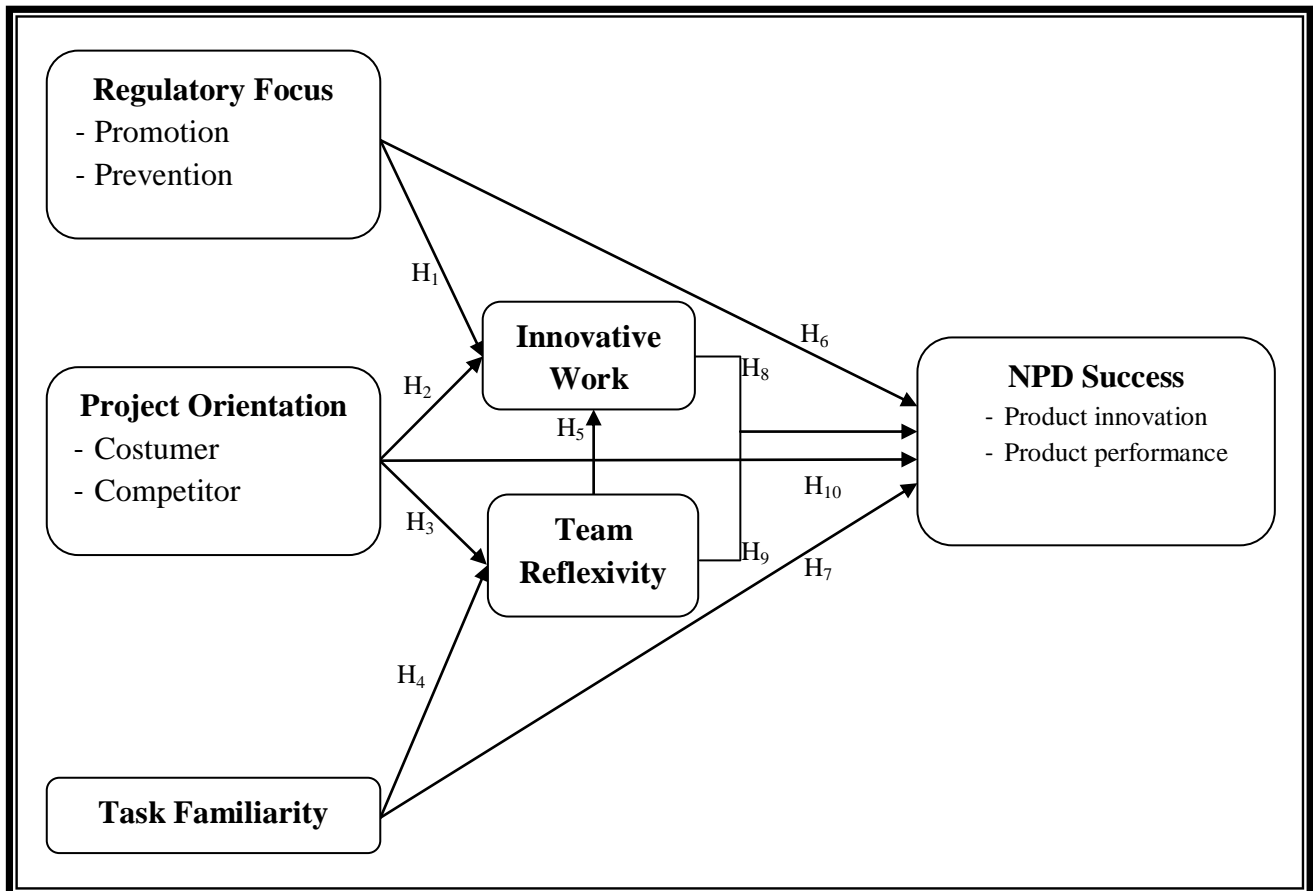 Regulatory Focus
- Promotion
- Prevention
H1
H6
Innovative
Work
H2
H8
Project Orientation
- Costumer
- Competitor
NPD Success
- Product innovation
- Product performance
H5
H10
H3
Team
Reflexivity
H9
H7
H4
Task Familiarity